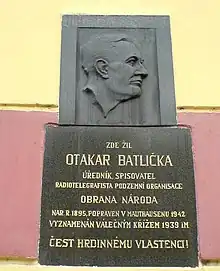 ZDE ŽIL
OTAKAR BATLIČKA
ÚŘEDNÍK, SPISOVATEL
RADIOTELEGRAFISTA PODZEMNÍ ORGANISACE
OBRANA NÁRODA
NAR. R. 1895, POPRAVEN V MAUTHAUSENU 1942
VYZNAMENÁN VÁLEČNÝM KŘÍŽEM 1939 IM
ČEST HRDINNÉMU VLASTENCI!